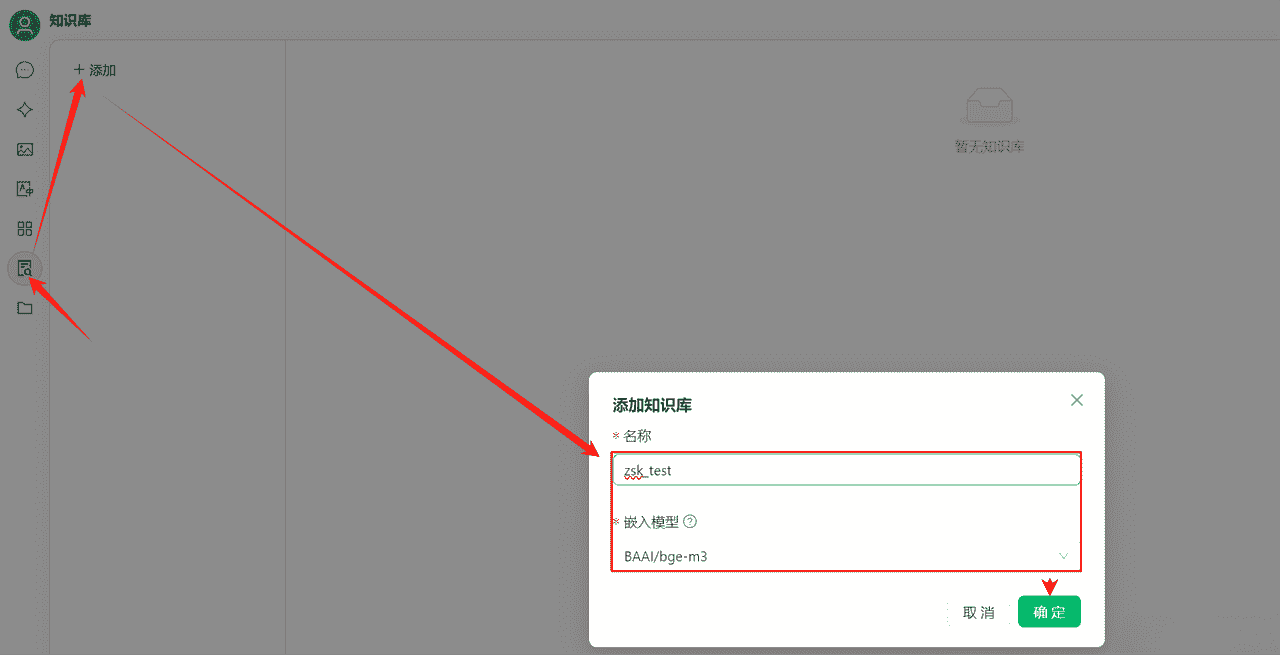 知识库
添加
暂无知识库
添加知识库
* 名称
zsk_test
* 嵌入模型
BAAI/bge-m3
取消
确定